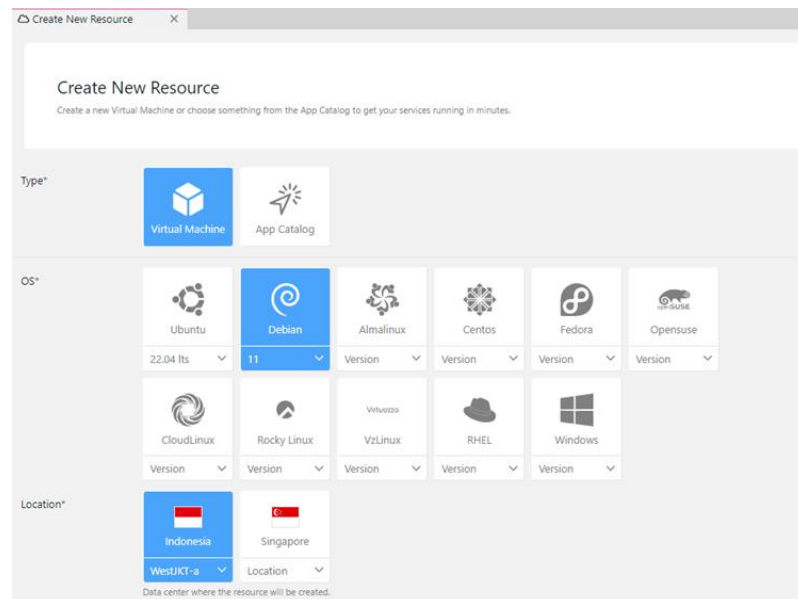 Create New Resource
Create New Resource
Create a new Virtual Machine or choose something from the App Catalog to get your services running in minutes.
Type*
Virtual Machine
App Catalog
OS*
openSUSE
Ubuntu
Debian
Almalinux
Centos
Fedora
Opensuse
22.04 lts
11
Version
Version
Version
Version
Virtuozzo
CloudLinux
Rocky Linux
VzLinux
RHEL
Windows
Version
Version
Version
Version
Version
Location*
Indonesia
Singapore
WestJKT-a
Location
Data center where the resource will be created.